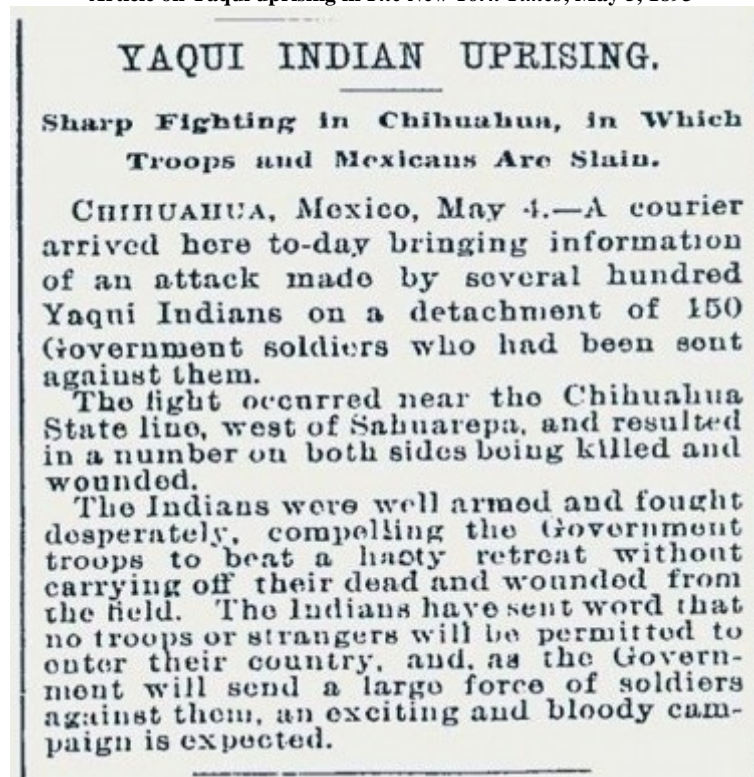 YAQUI INDIAN UPRISING.
Sharp Fighting in Chihuahua, in Which
Troops and Mexicans Are Slain.
CHIHUAHUA, Mexico, May 4.—A courier
arrived here to-day bringing information
of an attack made by several hundred
Yaqui Indians on a detachment of 150
Government soldiers who had been sent
against them.
The fight occurred near the Chihuahua
State line, west of Sahuarepa, and resulted
in a number on both sides being killed and
wounded.
The Indians were well armed and fought
desperately, compelling the Government
troops to beat a hasty retreat without
carrying off their dead and wounded from
the field. The Indians have sent word that
no troops or strangers will be permitted to
enter their country, and, as the Govern-
ment will send a large force of soldiers
against them, an exciting and bloody cam-
paign is expected.